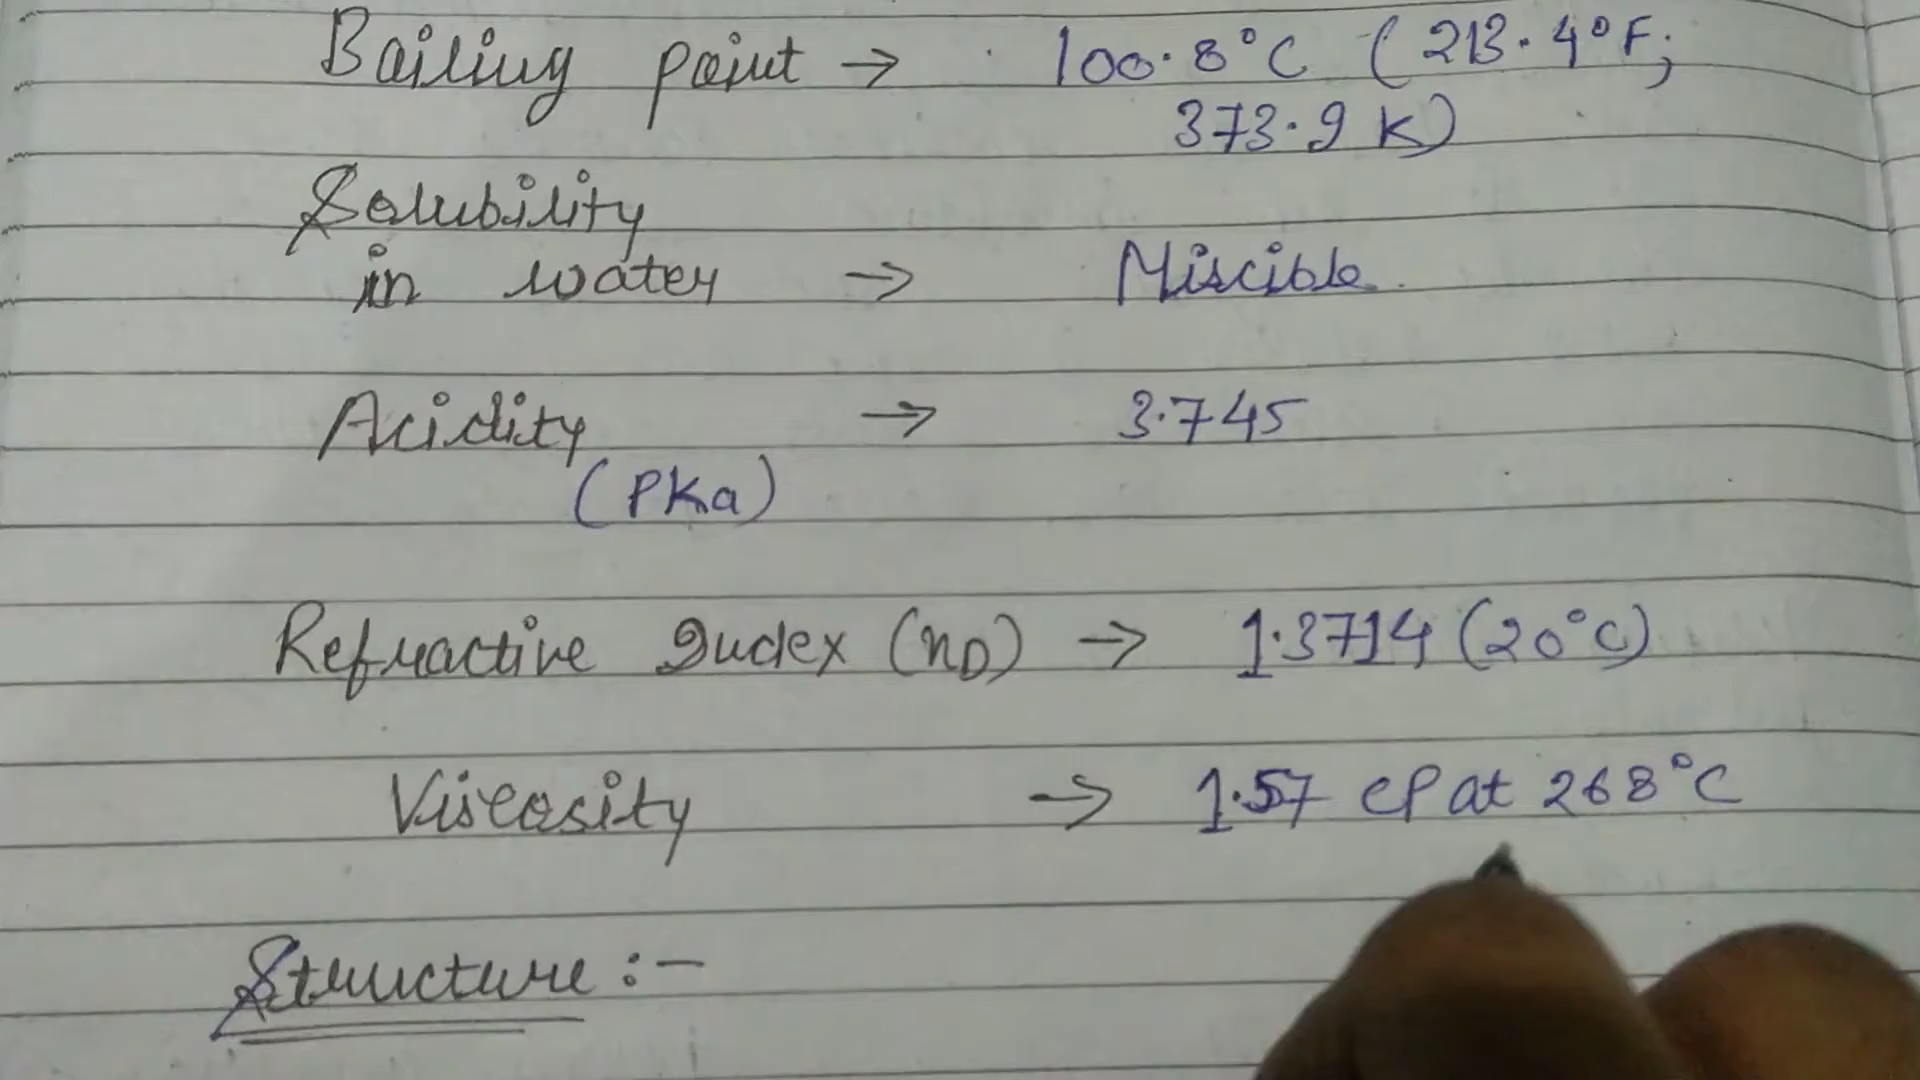 Boiling point → 100.8°C (213.4°F;
373.9 K)
Solubility
in water → Miscible.
Acidity → 3.745
(PKa)
Refractive Index (nD) → 1.3714 (20°C)
Viscosity → 1.57 cP at 268°C
Structure :-